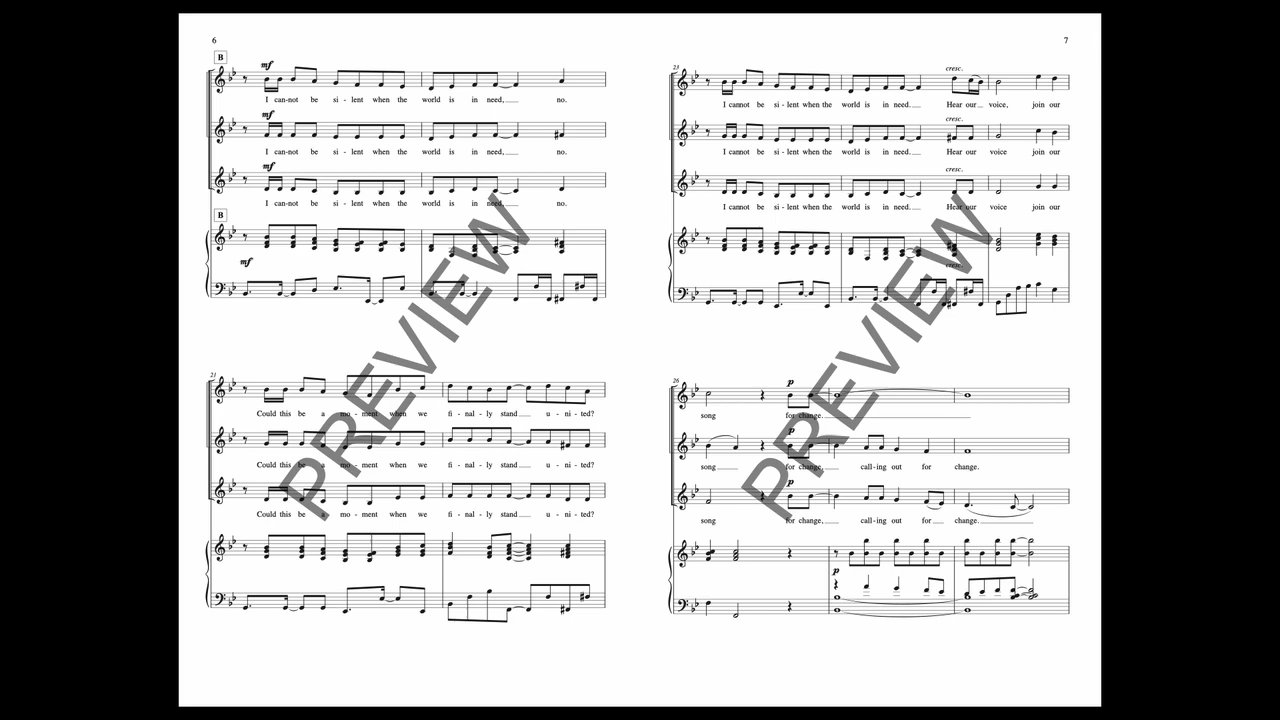 6
B
mf
I can-not be si - lent when the world is in need, no.
mf
I can-not be si - lent when the world is in need, no.
mf
I can-not be si - lent when the world is in need, no.
B
mf
21
Could this be a mo - ment when we fi - nal - ly stand u - ni - ted?
Could this be a mo - ment when we fi - nal - ly stand u - ni - ted?
Could this be a mo - ment when we fi - nal - ly stand u - ni - ted?
PREVIEW
7
23
cresc.
I cannot be si - lent when the world is in need. Hear our voice, join our
cresc.
I cannot be si - lent when the world is in need. Hear our voice join our
cresc.
I cannot be si - lent when the world is in need. Hear our voice join our
cresc.
26
p
song for change.
p
song for change, call-ing out for change.
p
song for change, call-ing out for change.
p
PREVIEW